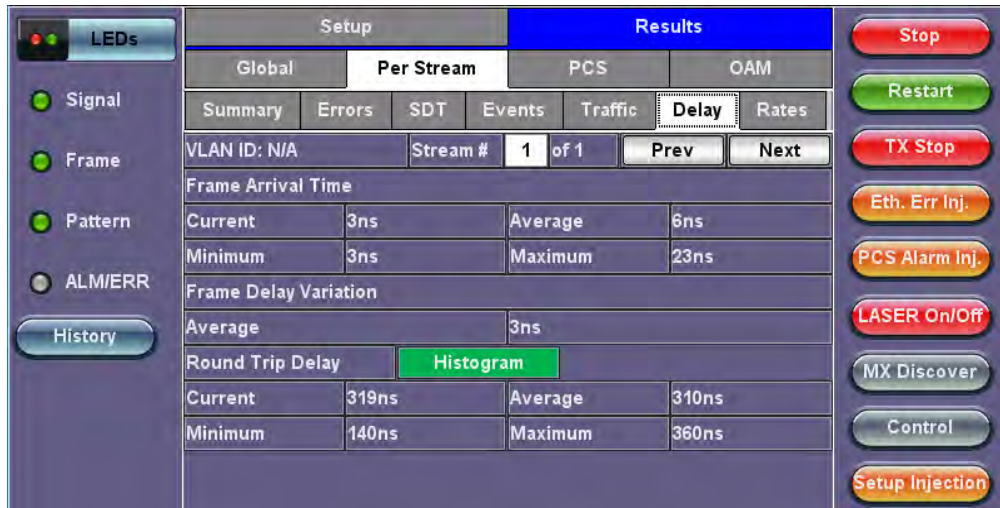 LEDs
Signal
Frame
Pattern
ALM/ERR
History
Setup Results
Global Per Stream PCS OAM
Summary Errors SDT Events Traffic Delay Rates
VLAN ID: N/A Stream # 1 of 1 Prev Next
Frame Arrival Time
Current 3ns Average 6ns
Minimum 3ns Maximum 23ns
Frame Delay Variation
Average 3ns
Round Trip Delay Histogram
Current 319ns Average 310ns
Minimum 140ns Maximum 360ns
Stop
Restart
TX Stop
Eth. Err Inj.
PCS Alarm Inj.
LASER On/Off
MX Discover
Control
Setup Injection